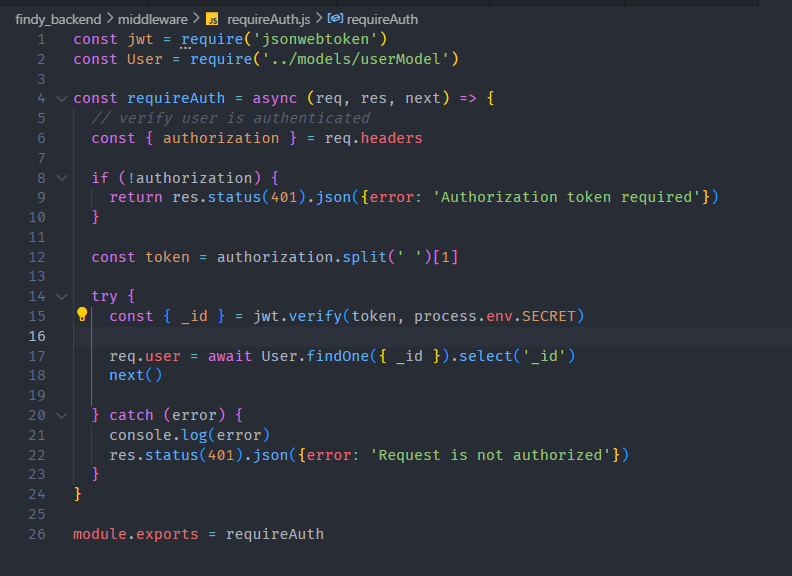 findy_backend > middleware > JS requireAuth.js > requireAuth
1 const jwt = require('jsonwebtoken')
2 const User = require('../models/userModel')
3
4 const requireAuth = async (req, res, next) => {
5 // verify user is authenticated
6 const { authorization } = req.headers
7
8 if (!authorization) {
9 return res.status(401).json({error: 'Authorization token required'})
10 }
11
12 const token = authorization.split(' ')[1]
13
14 try {
15 const { _id } = jwt.verify(token, process.env.SECRET)
16
17 req.user = await User.findOne({ _id }).select('_id')
18 next()
19
20 } catch (error) {
21 console.log(error)
22 res.status(401).json({error: 'Request is not authorized'})
23 }
24 }
25
26 module.exports = requireAuth